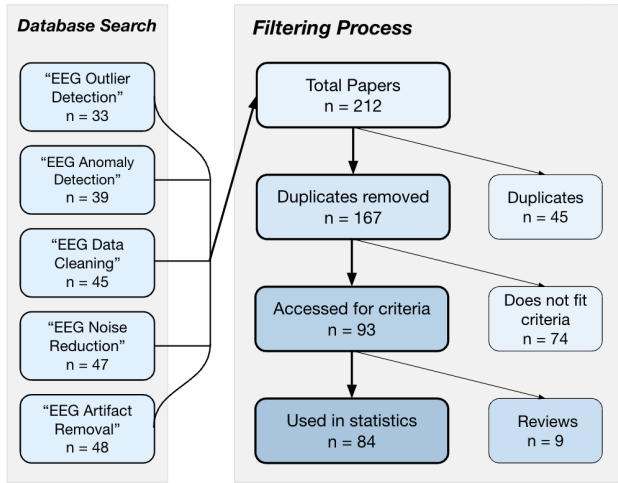 Database Search
“EEG Outlier
Detection”
n = 33
“EEG Anomaly
Detection”
n = 39
“EEG Data
Cleaning”
n = 45
“EEG Noise
Reduction”
n = 47
“EEG Artifact
Removal”
n = 48
Filtering Process
Total Papers
n = 212
Duplicates removed
n = 167
Duplicates
n = 45
Accessed for criteria
n = 93
Does not fit
criteria
n = 74
Used in statistics
n = 84
Reviews
n = 9